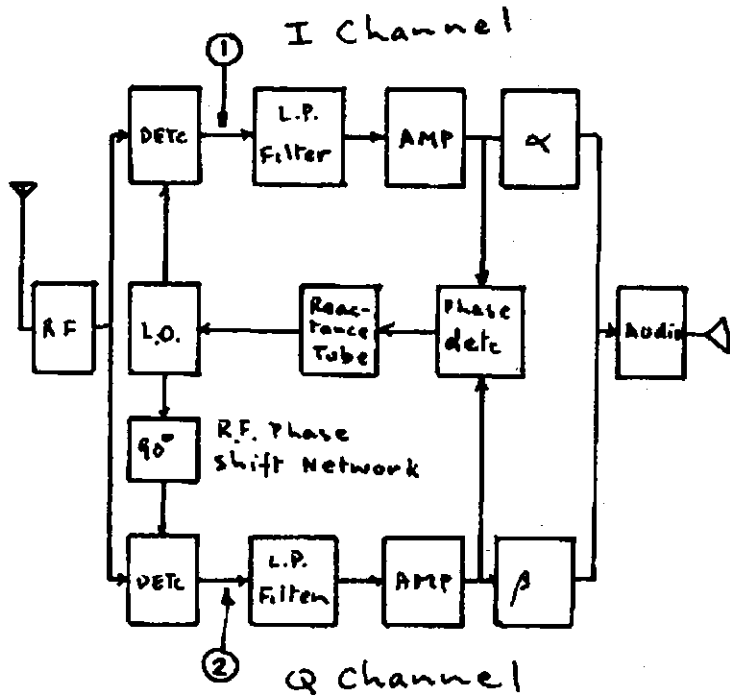 I Channel
1
DETC
L.P.
Filter
AMP
α
RF
L.O.
Reac-
tance
Tube
Phase
detc
Audio
90°
R.F. Phase
shift Network
DETC
L.P.
Filter
AMP
β
2
Q Channel